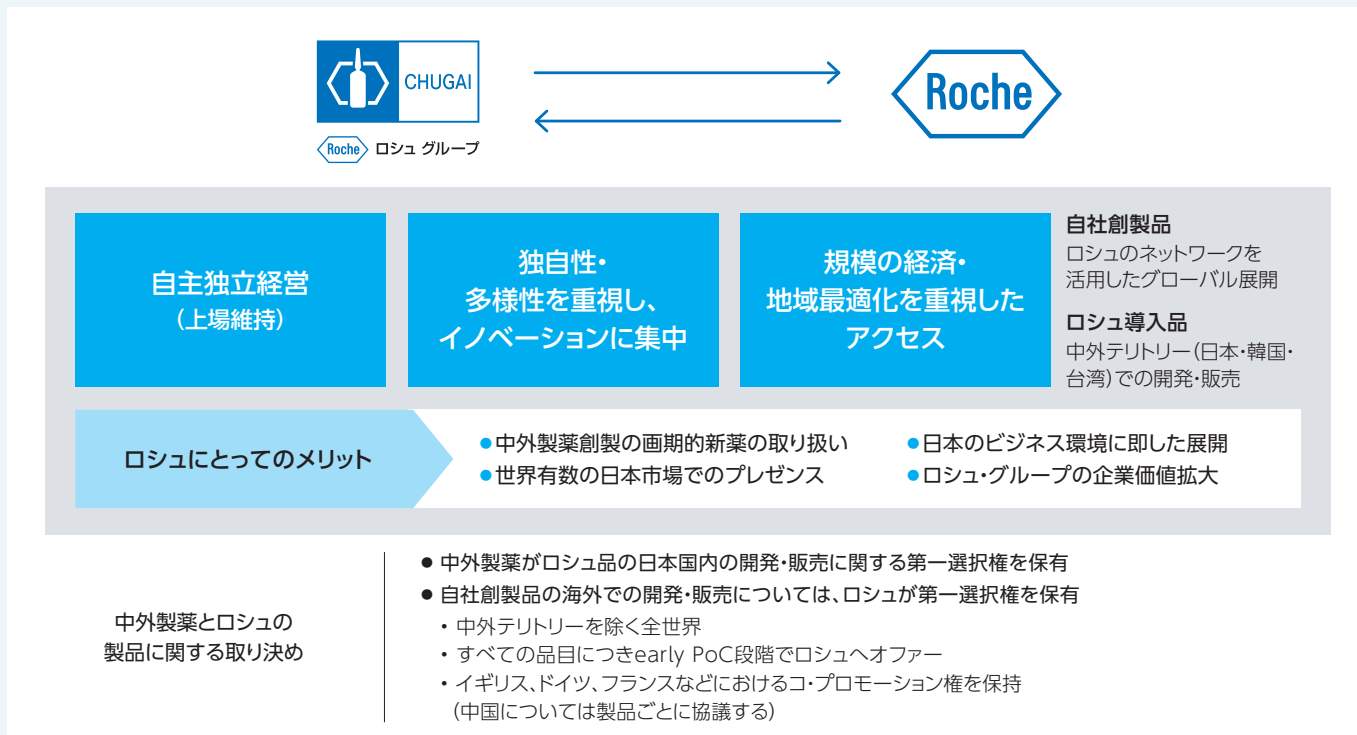 CHUGAI
Roche ロシュ グループ
Roche
自主独立経営
（上場維持）
独自性・
多様性を重視し、
イノベーションに集中
規模の経済・
地域最適化を重視した
アクセス
自社創製品
ロシュのネットワークを
活用したグローバル展開
ロシュ導入品
中外テリトリー（日本・韓国・
台湾）での開発・販売
ロシュにとってのメリット
●中外製薬創製の画期的新薬の取り扱い
●世界有数の日本市場でのプレゼンス
●日本のビジネス環境に即した展開
●ロシュ・グループの企業価値拡大
中外製薬とロシュの
製品に関する取り決め
● 中外製薬がロシュ品の日本国内の開発・販売に関する第一選択権を保有
● 自社創製品の海外での開発・販売については、ロシュが第一選択権を保有
・中外テリトリーを除く全世界
・すべての品目につきearly PoC段階でロシュへオファー
・イギリス、ドイツ、フランスなどにおけるコ・プロモーション権を保持
（中国については製品ごとに協議する）